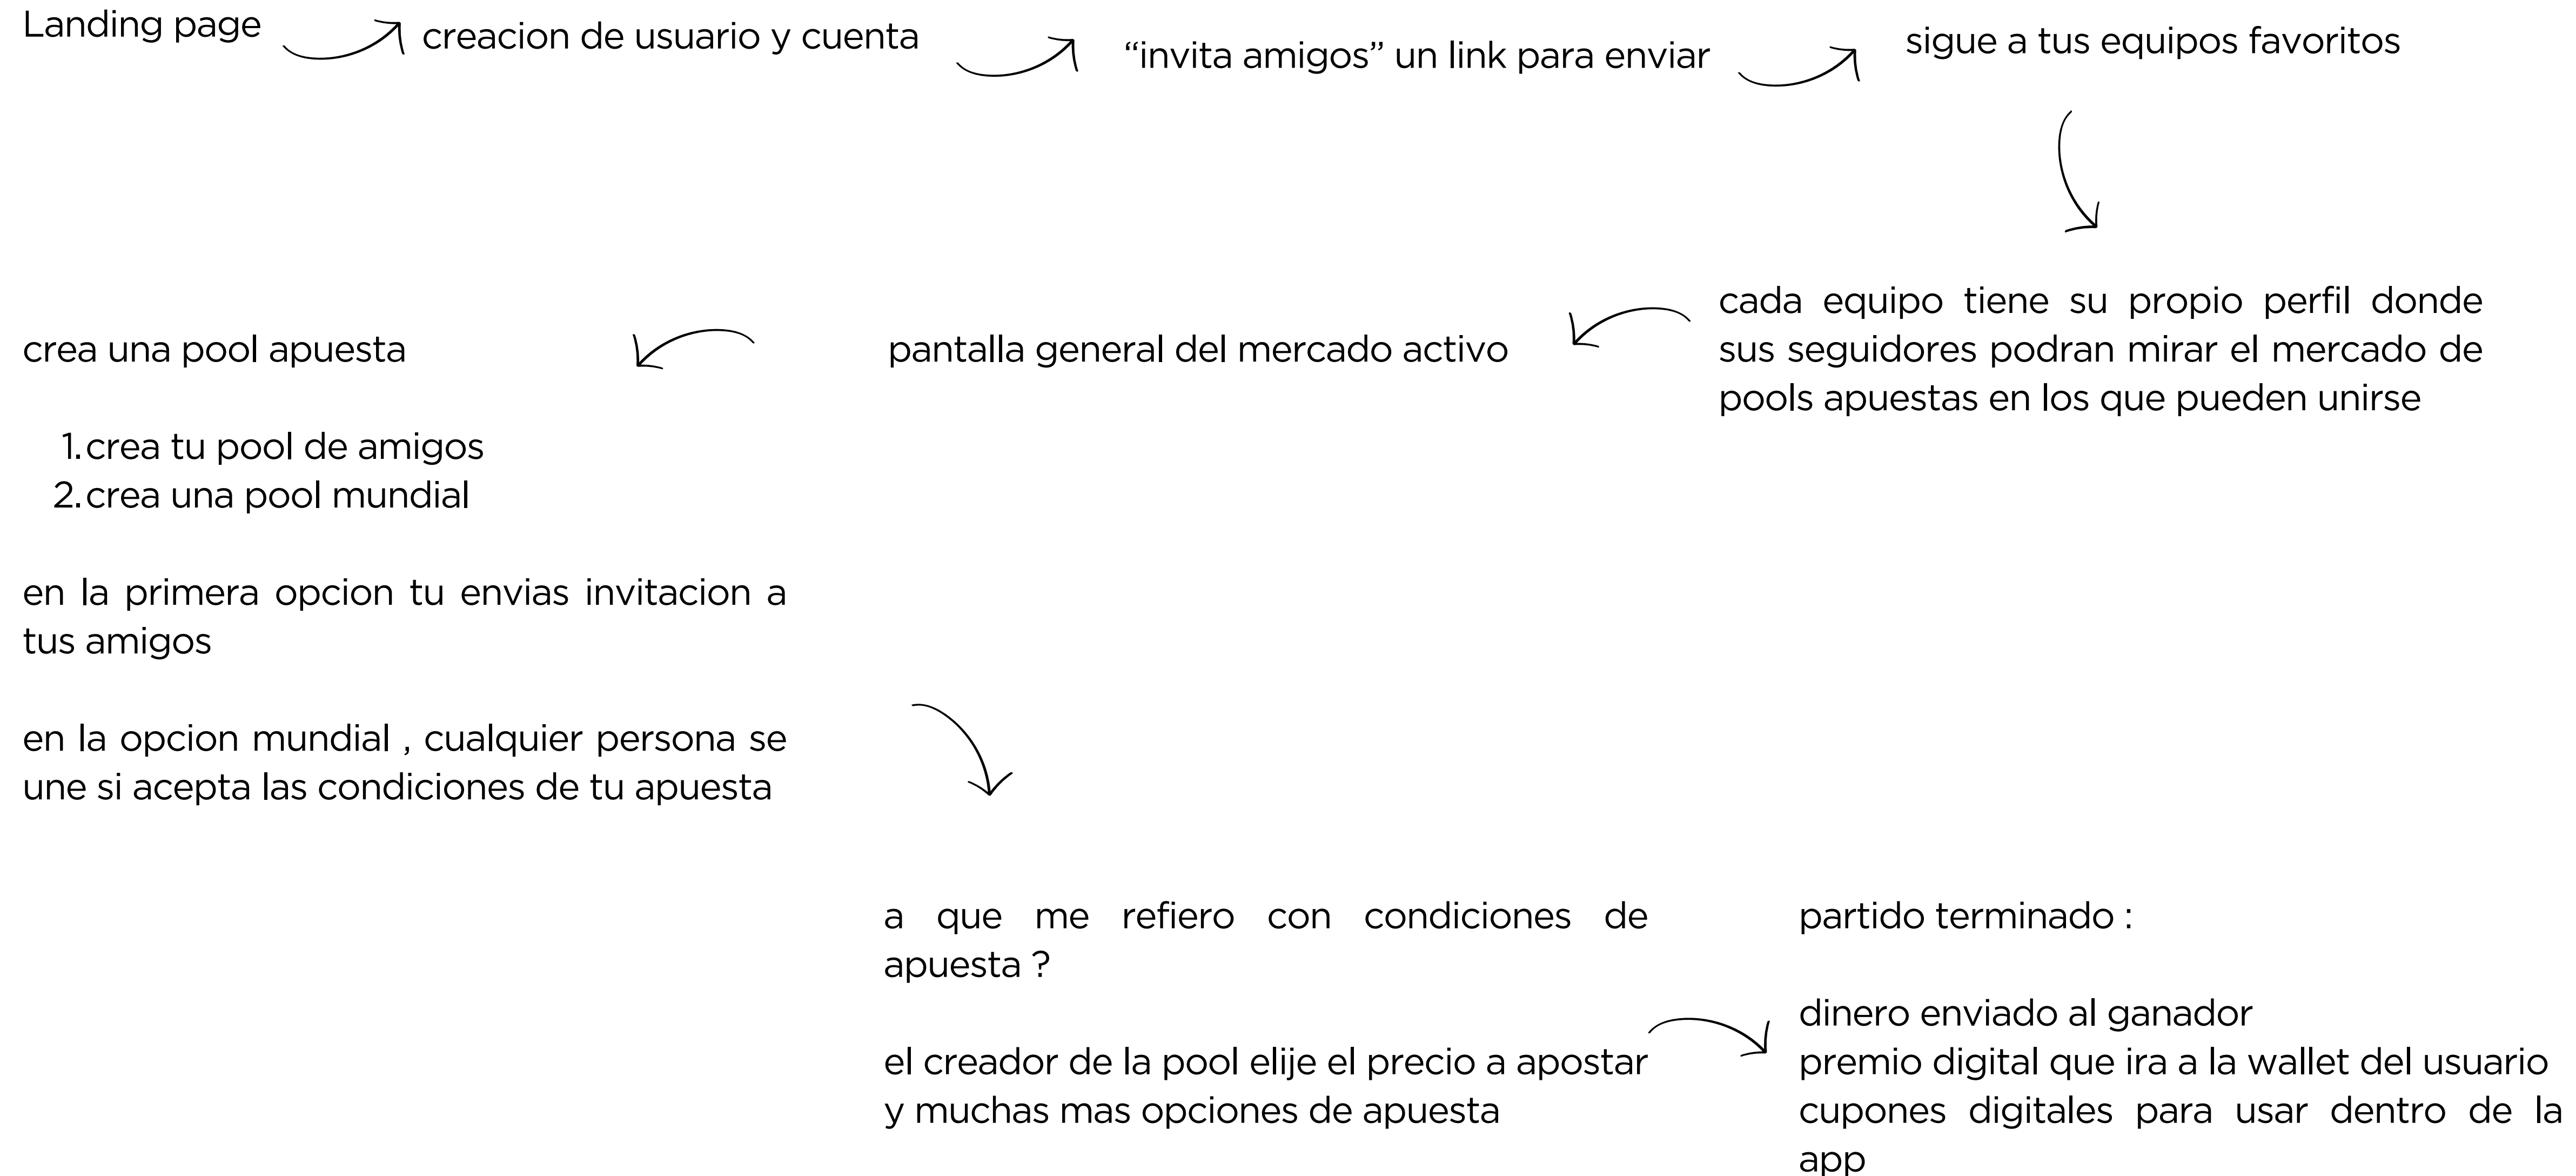 Landing page
creacion de usuario y cuenta
“invita amigos” un link para enviar
sigue a tus equipos favoritos
cada equipo tiene su propio perfil donde
sus seguidores podran mirar el mercado de
pools apuestas en los que pueden unirse
pantalla general del mercado activo
crea una pool apuesta
1. crea tu pool de amigos
2. crea una pool mundial
en la primera opcion tu envias invitacion a
tus amigos
en la opcion mundial , cualquier persona se
une si acepta las condiciones de tu apuesta
a que me refiero con condiciones de
apuesta ?
el creador de la pool elije el precio a apostar
y muchas mas opciones de apuesta
partido terminado :
dinero enviado al ganador
premio digital que ira a la wallet del usuario
cupones digitales para usar dentro de la
app